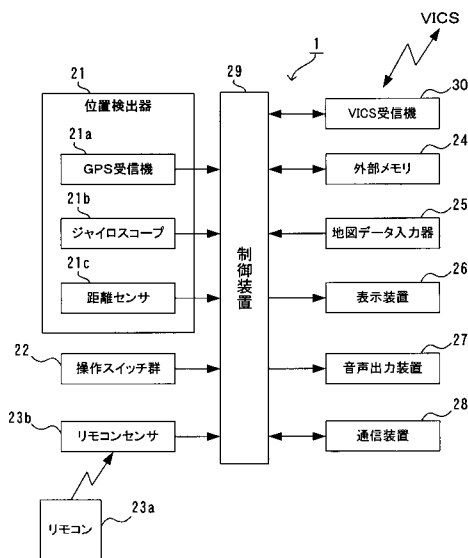 VICS
1
21
位置検出器
21a
GPS受信機
21b
ジャイロスコープ
21c
距離センサ
22
操作スイッチ群
23b
リモコンセンサ
リモコン
23a
29
制御装置
30
VICS受信機
24
外部メモリ
25
地図データ入力器
26
表示装置
27
音声出力装置
28
通信装置